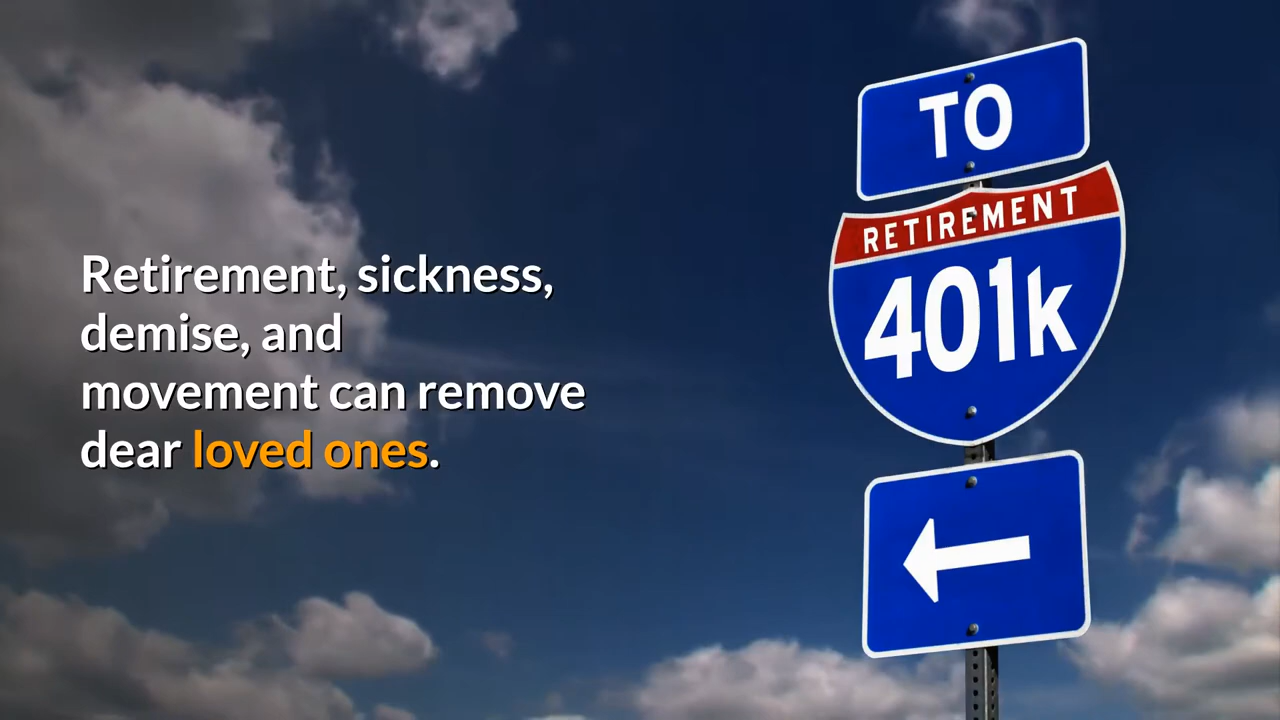 Retirement, sickness,
demise, and
movement can remove
dear loved ones.
TO
RETIREMENT
401k